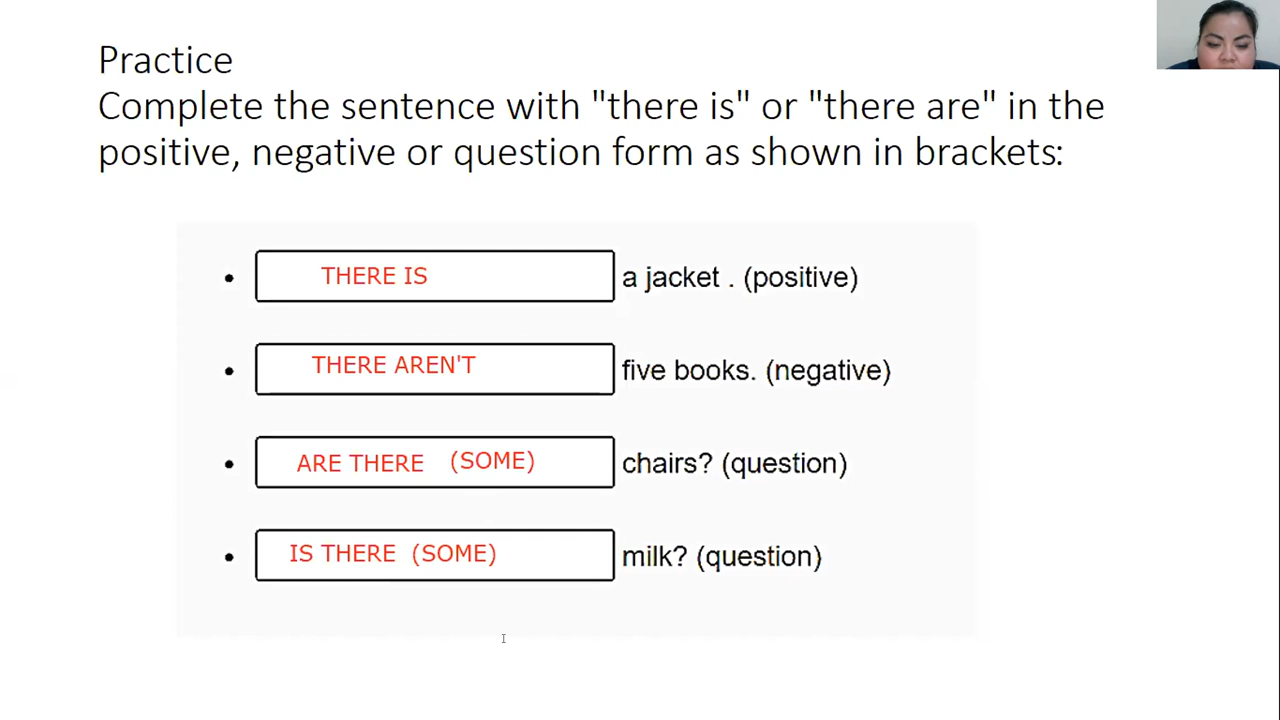 Practice
Complete the sentence with "there is" or "there are" in the
positive, negative or question form as shown in brackets:
• THERE IS a jacket . (positive)
• THERE AREN'T five books. (negative)
• ARE THERE (SOME) chairs? (question)
• IS THERE (SOME) milk? (question)